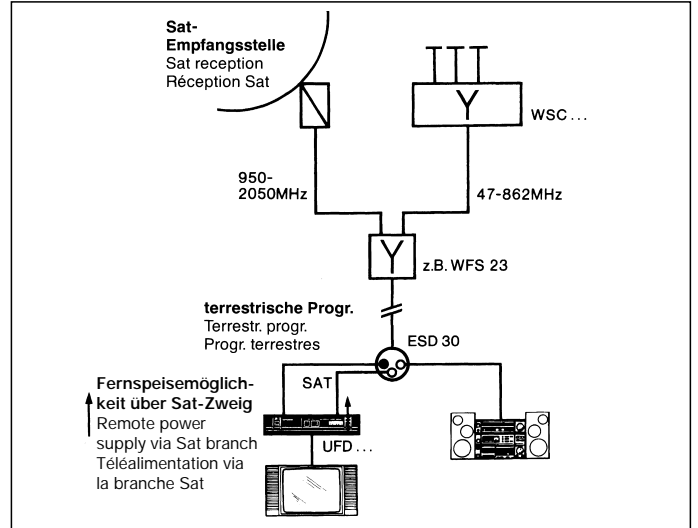 Sat-
Empfangsstelle
Sat reception
Réception Sat
WSC ...
950-
2050MHz
47-862MHz
z.B. WFS 23
terrestrische Progr.
Terrestr. progr.
Progr. terrestres
ESD 30
SAT
Fernspeisemöglich-
keit über Sat-Zweig
Remote power
supply via Sat branch
Téléalimentation via
la branche Sat
UFD ...